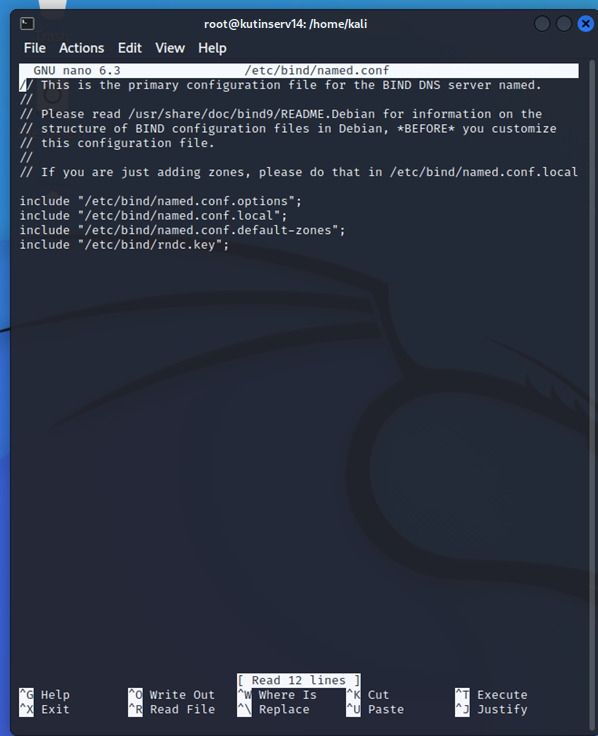 root@kutinserv14: /home/kali
File Actions Edit View Help
GNU nano 6.3 /etc/bind/named.conf
// This is the primary configuration file for the BIND DNS server named.
//
// Please read /usr/share/doc/bind9/README.Debian for information on the
// structure of BIND configuration files in Debian, *BEFORE* you customize
// this configuration file.
//
// If you are just adding zones, please do that in /etc/bind/named.conf.local
include "/etc/bind/named.conf.options";
include "/etc/bind/named.conf.local";
include "/etc/bind/named.conf.default-zones";
include "/etc/bind/rndc.key";
[ Read 12 lines ]
^G Help ^O Write Out ^W Where Is ^K Cut ^T Execute
^X Exit ^R Read File ^\ Replace ^U Paste ^J Justify